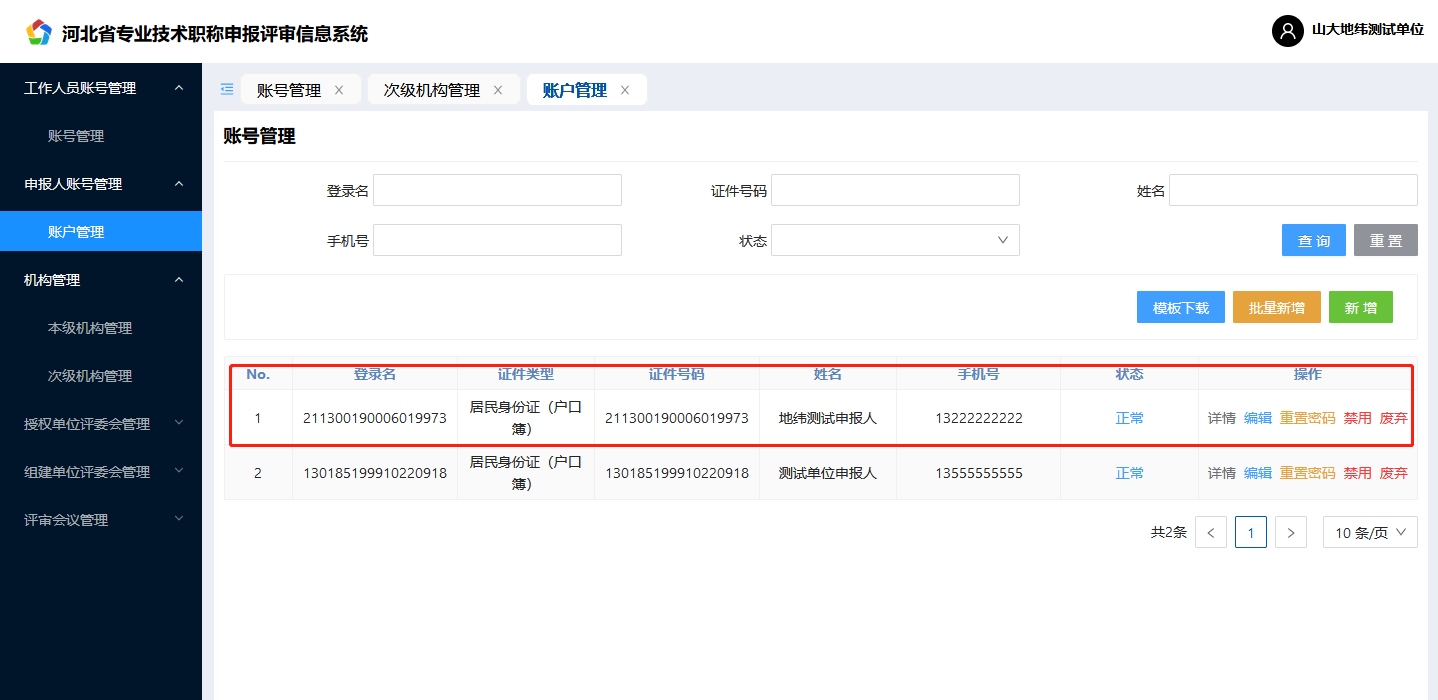 河北省专业技术职称申报评审信息系统
山大地纬测试单位
工作人员账号管理
账号管理
申报人账号管理
账户管理
机构管理
本级机构管理
次级机构管理
授权单位评委会管理
组建单位评委会管理
评审会议管理
账号管理 次级机构管理 账户管理
账号管理
登录名 证件号码 姓名
手机号 状态 查 询 重 置
模板下载 批量新增 新 增
No. 登录名 证件类型 证件号码 姓名 手机号 状态 操作
1 211300190006019973 居民身份证（户口簿） 211300190006019973 地纬测试申报人 13222222222 正常 详情 编辑 重置密码 禁用 废弃
2 130185199910220918 居民身份证（户口簿） 130185199910220918 测试单位申报人 13555555555 正常 详情 编辑 重置密码 禁用 废弃
共2条 < 1 > 10 条/页